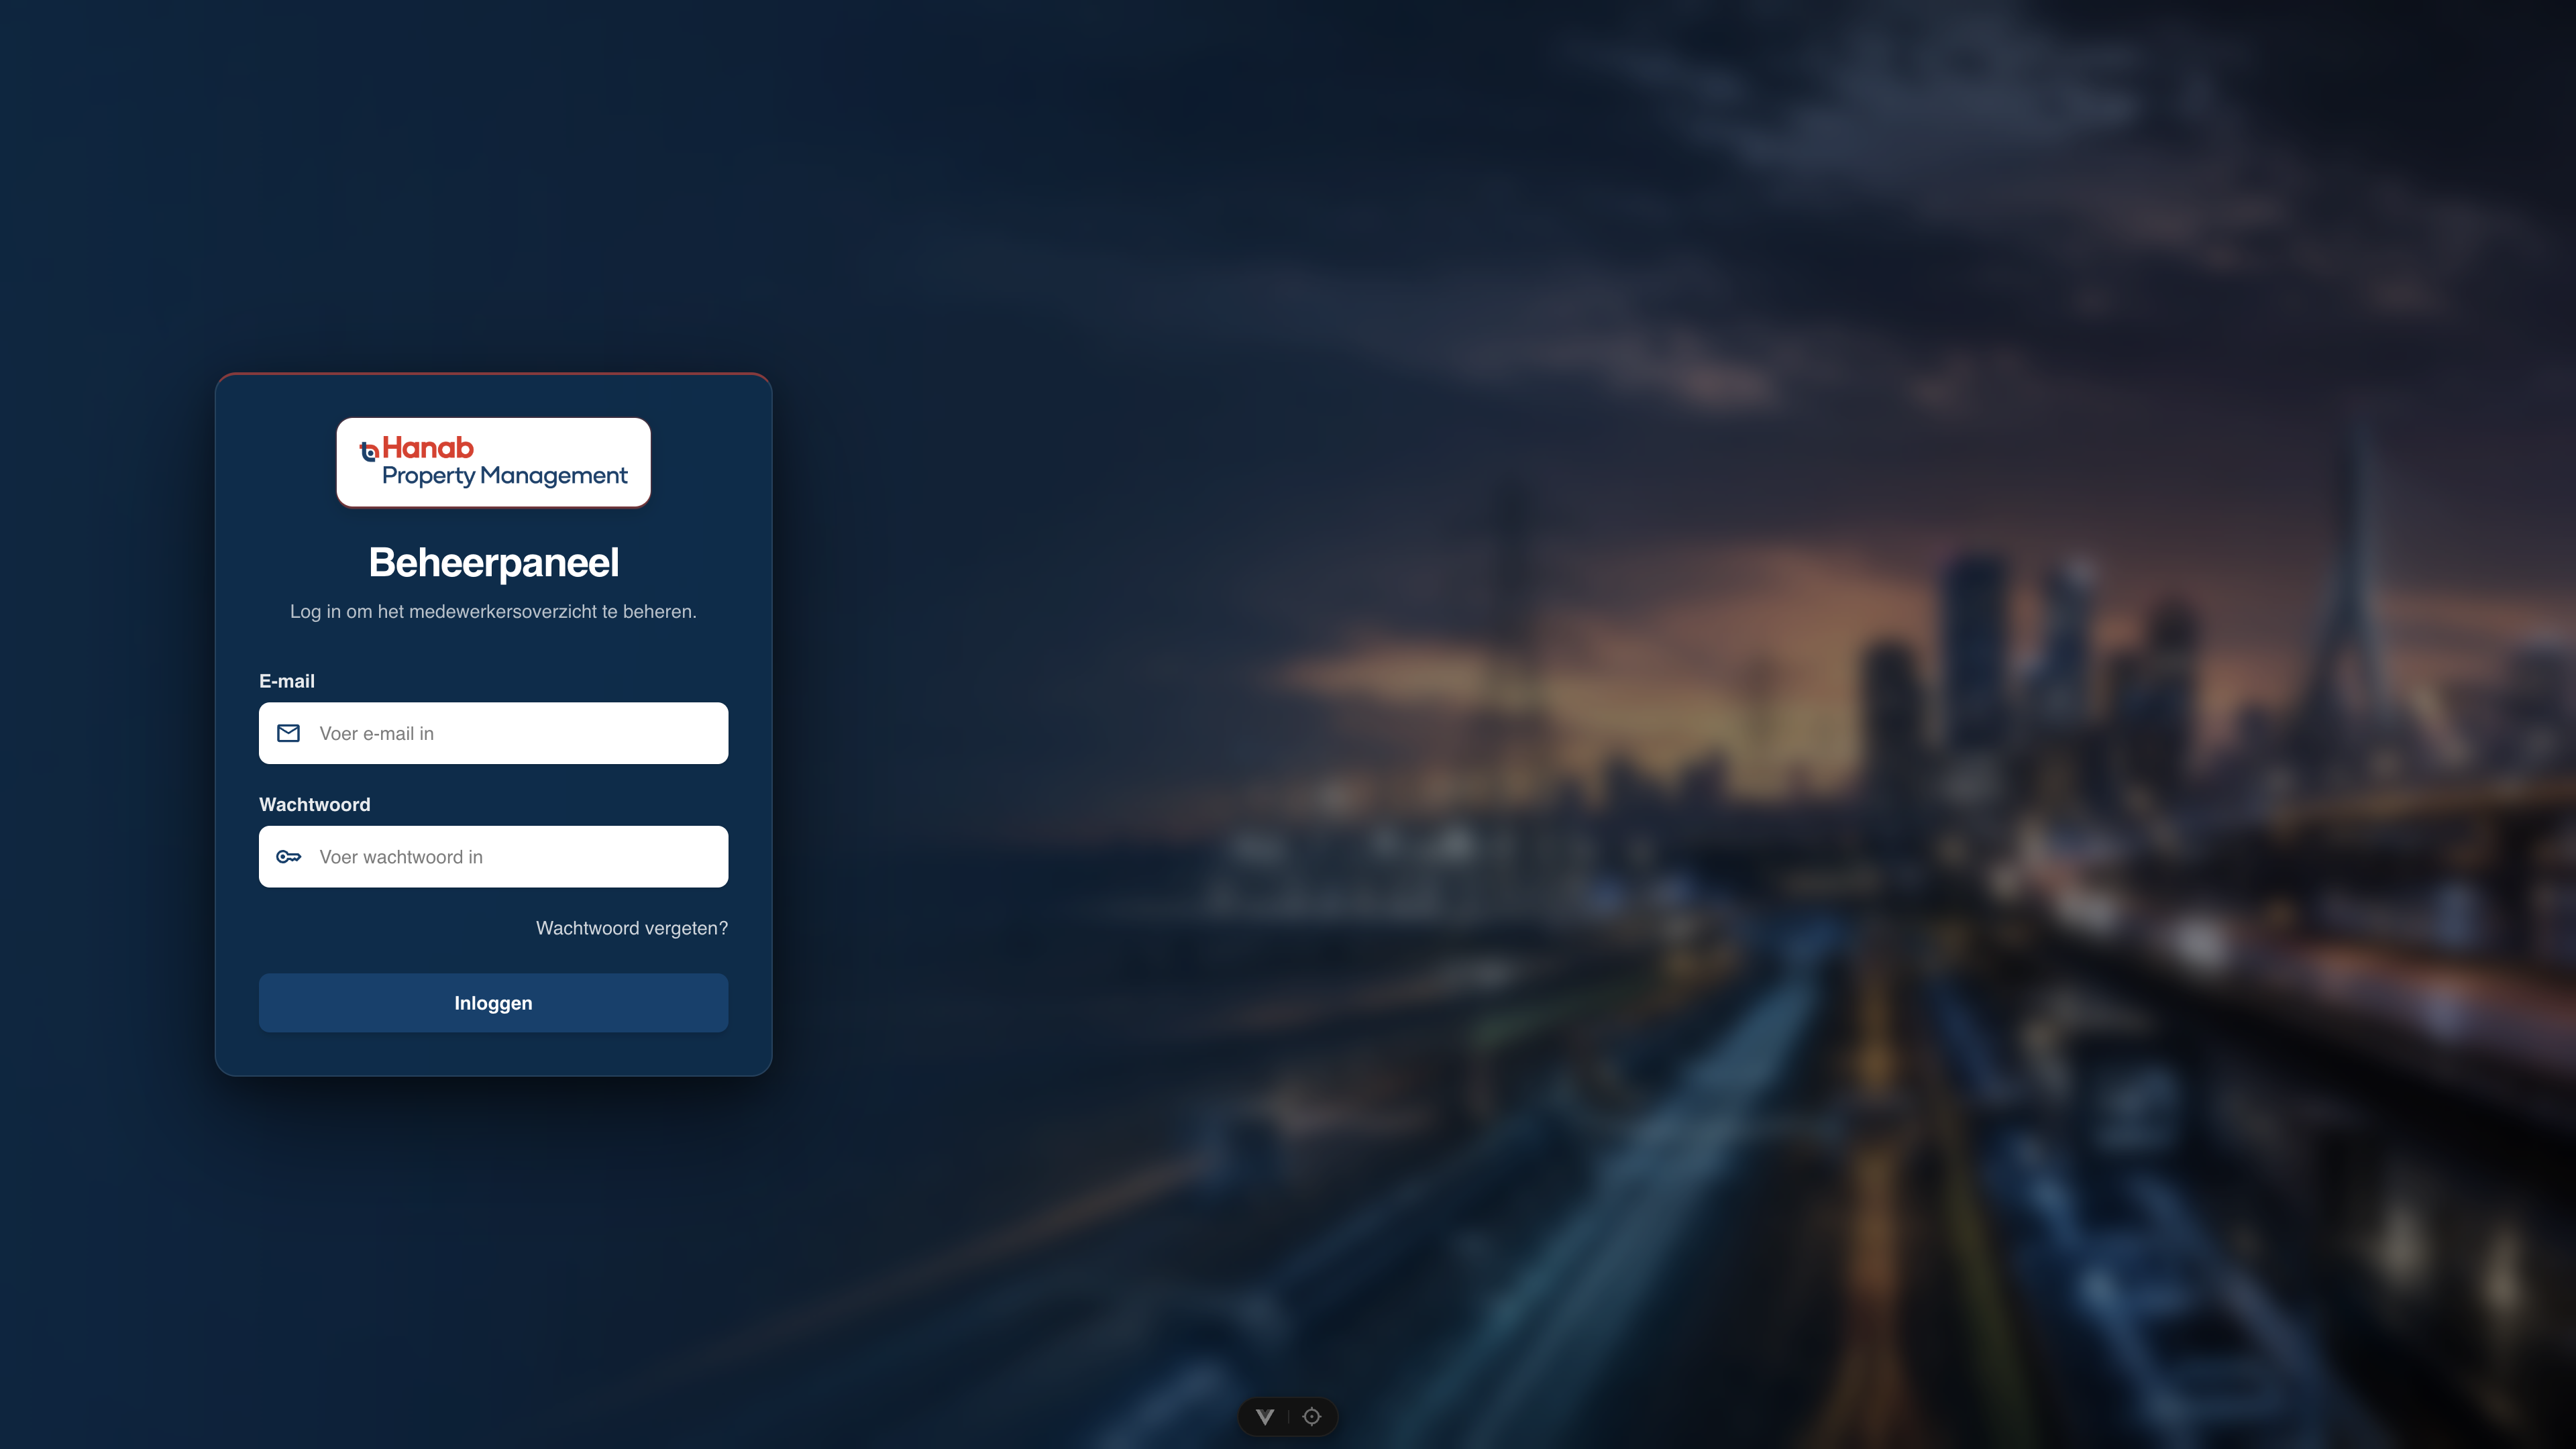 Hanab
Property Management
Beheerpaneel
Log in om het medewerkersoverzicht te beheren.
E-mail
Voer e-mail in
Wachtwoord
Voer wachtwoord in
Wachtwoord vergeten?
Inloggen